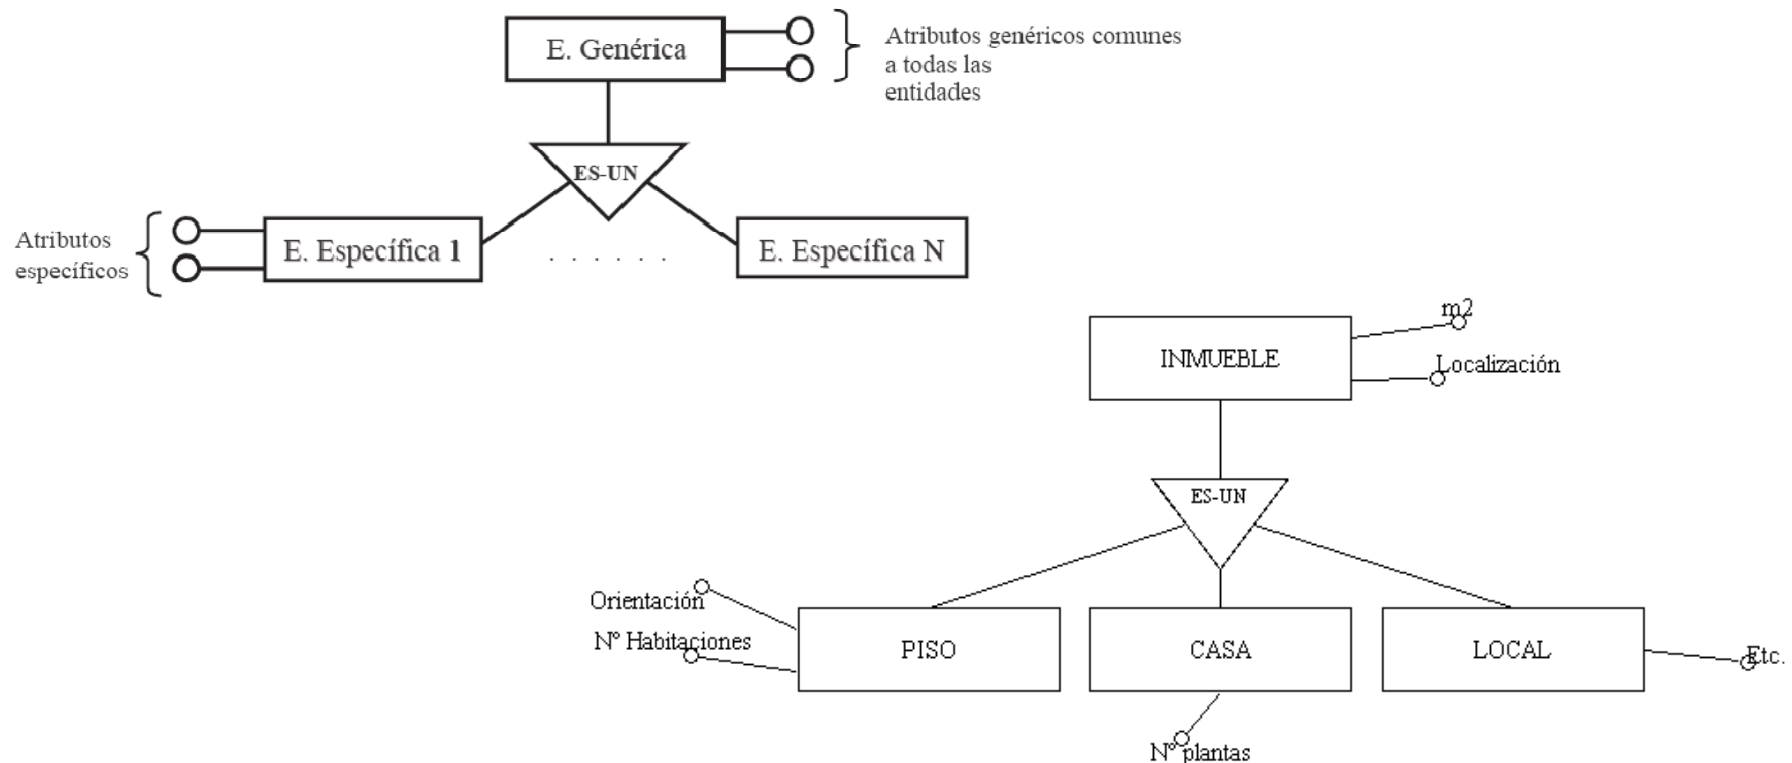 E. Genérica
Atributos genéricos comunes
a todas las
entidades
ES-UN
Atributos
específicos
E. Específica 1
. . . . . .
E. Específica N
m2
INMUEBLE
Localización
ES-UN
Orientación
Nº Habitaciones
PISO
CASA
LOCAL
Etc.
Nº plantas